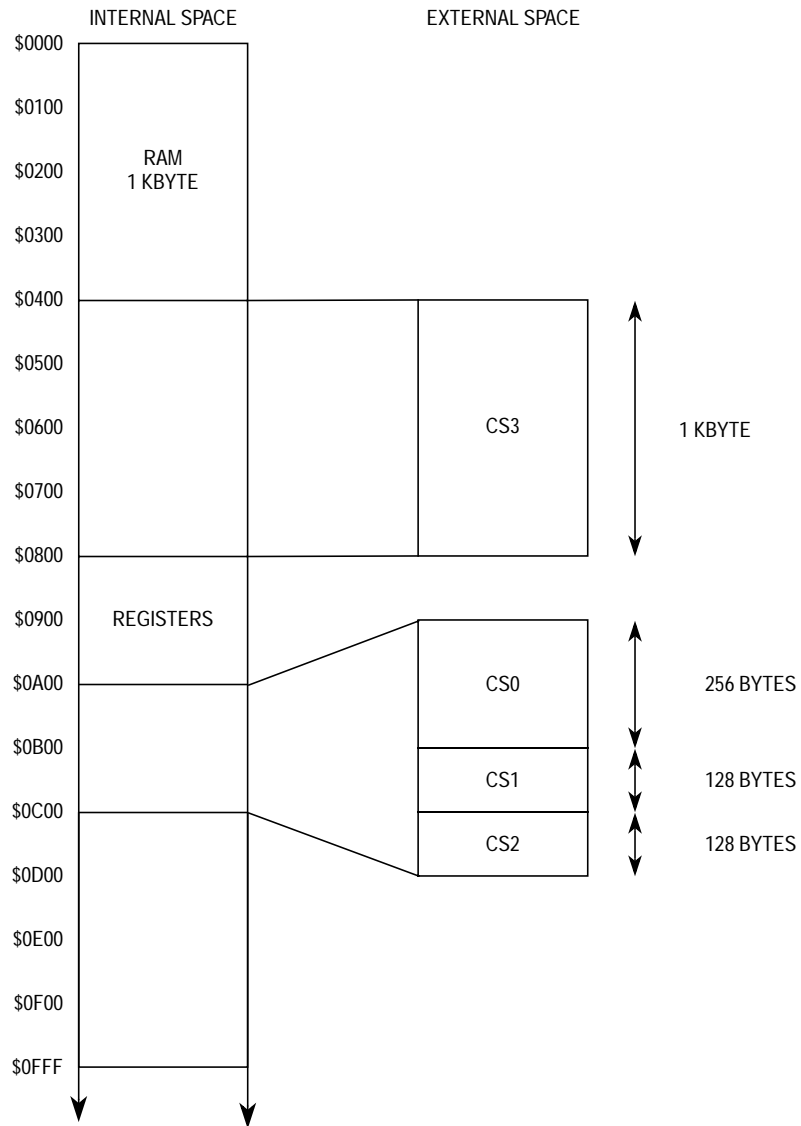 INTERNAL SPACE
EXTERNAL SPACE
$0000
$0100
RAM
1 KBYTE
$0200
$0300
$0400
$0500
$0600
CS3
1 KBYTE
$0700
$0800
$0900
REGISTERS
$0A00
CS0
256 BYTES
$0B00
CS1
128 BYTES
$0C00
CS2
128 BYTES
$0D00
$0E00
$0F00
$0FFF